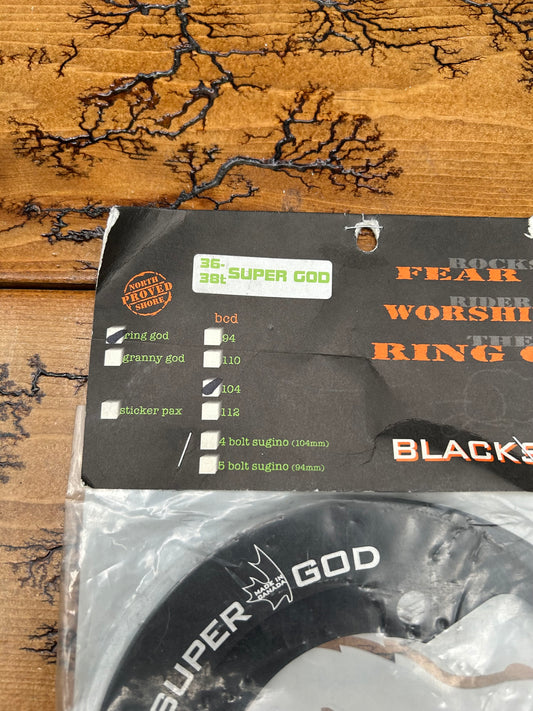 NORTH
PROVED
SHORE
36-
38t SUPER GOD
ROCKS
FEAR
RIDER
WORSHI
THE
RING
bcd
ring god
granny god
94
110
104
sticker pax
112
4 bolt sugino (104mm)
5 bolt sugino (94mm)
BLACK
SUPER GOD
MADE IN
CANADA